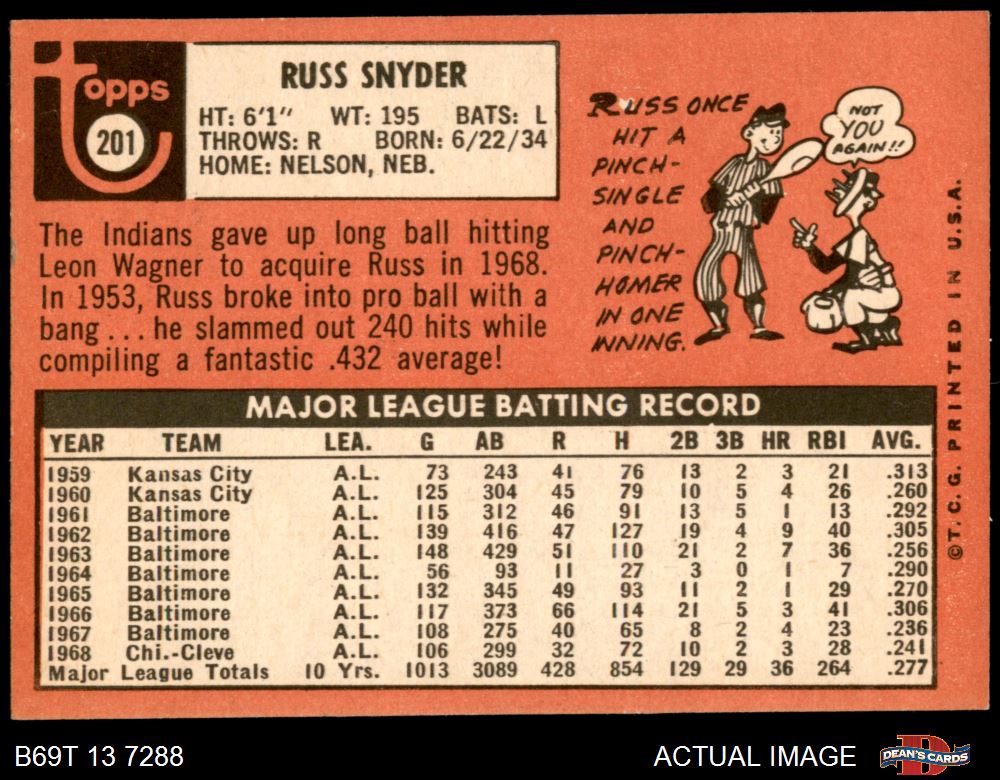 topps
201
RUSS SNYDER
HT: 6'1" WT: 195 BATS: L
THROWS: R BORN: 6/22/34
HOME: NELSON, NEB.
The Indians gave up long ball hitting
Leon Wagner to acquire Russ in 1968.
In 1953, Russ broke into pro ball with a
bang . . . he slammed out 240 hits while
compiling a fantastic .432 average!
RUSS ONCE
HIT A
PINCH-
SINGLE
AND
PINCH-
HOMER
IN ONE
INNING.
NOT
YOU
AGAIN!!
MAJOR LEAGUE BATTING RECORD
YEAR TEAM LEA. G AB R H 2B 3B HR RBI AVG.
1959 Kansas City A.L. 73 243 41 76 13 2 3 21 .313
1960 Kansas City A.L. 125 304 45 79 10 5 4 26 .260
1961 Baltimore A.L. 115 312 46 91 13 5 1 13 .292
1962 Baltimore A.L. 139 416 47 127 19 4 9 40 .305
1963 Baltimore A.L. 148 429 51 110 21 2 7 36 .256
1964 Baltimore A.L. 56 93 11 27 3 0 1 7 .290
1965 Baltimore A.L. 132 345 49 93 11 2 1 29 .270
1966 Baltimore A.L. 117 373 66 114 21 5 3 41 .306
1967 Baltimore A.L. 108 275 40 65 8 2 4 23 .236
1968 Chi.--Cleve A.L. 106 299 32 72 10 2 3 28 .241
Major League Totals 10 Yrs. 1013 3089 428 854 129 29 36 264 .277
©T.C.G. PRINTED IN U.S.A.
B69T 13 7288
ACTUAL IMAGE
DEAN'S CARDS